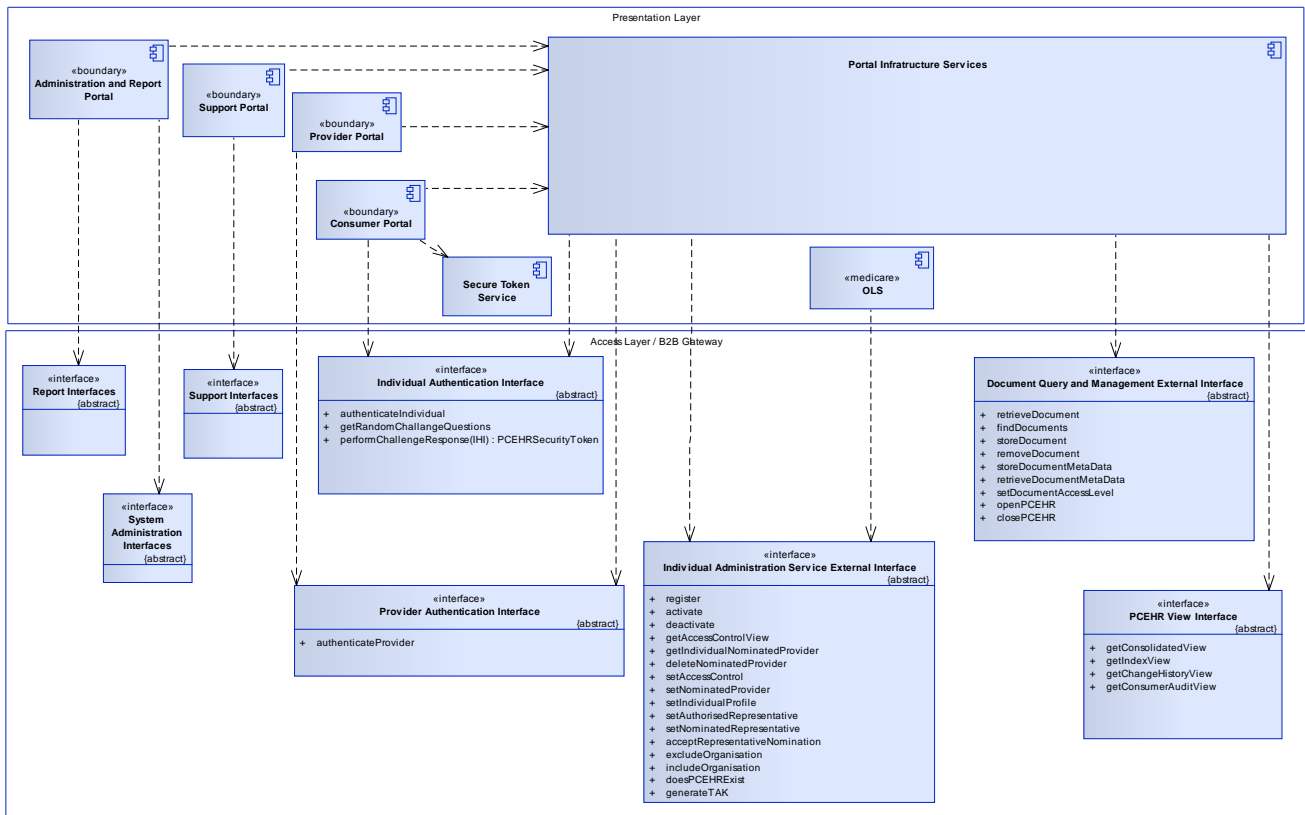 Presentation Layer
«boundary»
Administration and Report
Portal
«boundary»
Support Portal
«boundary»
Provider Portal
«boundary»
Consumer Portal
Portal Infratructure Services
Secure Token
Service
«medicare»
OLS
Access Layer / B2B Gateway
«interface»
Report Interfaces
{abstract}
«interface»
Support Interfaces
{abstract}
«interface»
System
Administration
Interfaces
{abstract}
«interface»
Individual Authentication Interface
{abstract}
+ authenticateIndividual
+ getRandomChallangeQuestions
+ performChallengeResponse(IHI) : PCEHRSecurityToken
«interface»
Provider Authentication Interface
{abstract}
+ authenticateProvider
«interface»
Individual Administration Service External Interface
{abstract}
+ register
+ activate
+ deactivate
+ getAccessControlView
+ getIndividualNominatedProvider
+ deleteNominatedProvider
+ setAccessControl
+ setNominatedProvider
+ setIndividualProfile
+ setAuthorisedRepresentative
+ setNominatedRepresentative
+ acceptRepresentativeNomination
+ excludeOrganisation
+ includeOrganisation
+ doesPCEHRExist
+ generateTAK
«interface»
Document Query and Management External Interface
{abstract}
+ retrieveDocument
+ findDocuments
+ storeDocument
+ removeDocument
+ storeDocumentMetaData
+ retrieveDocumentMetaData
+ setDocumentAccessLevel
+ openPCEHR
+ closePCEHR
«interface»
PCEHR View Interface
{abstract}
+ getConsolidatedView
+ getIndexView
+ getChangeHistoryView
+ getConsumerAuditView